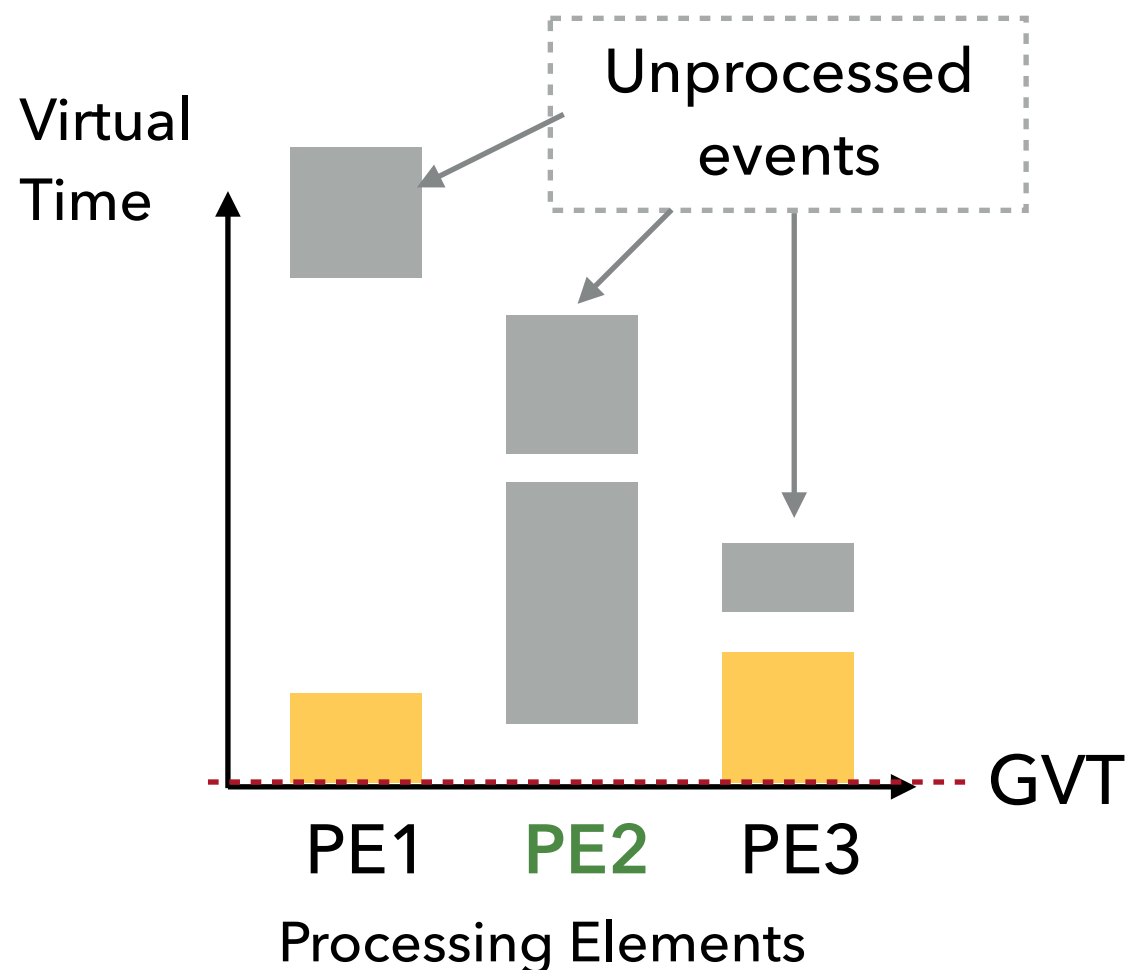 Virtual
Time
Unprocessed
events
GVT
PE1 PE2 PE3
Processing Elements